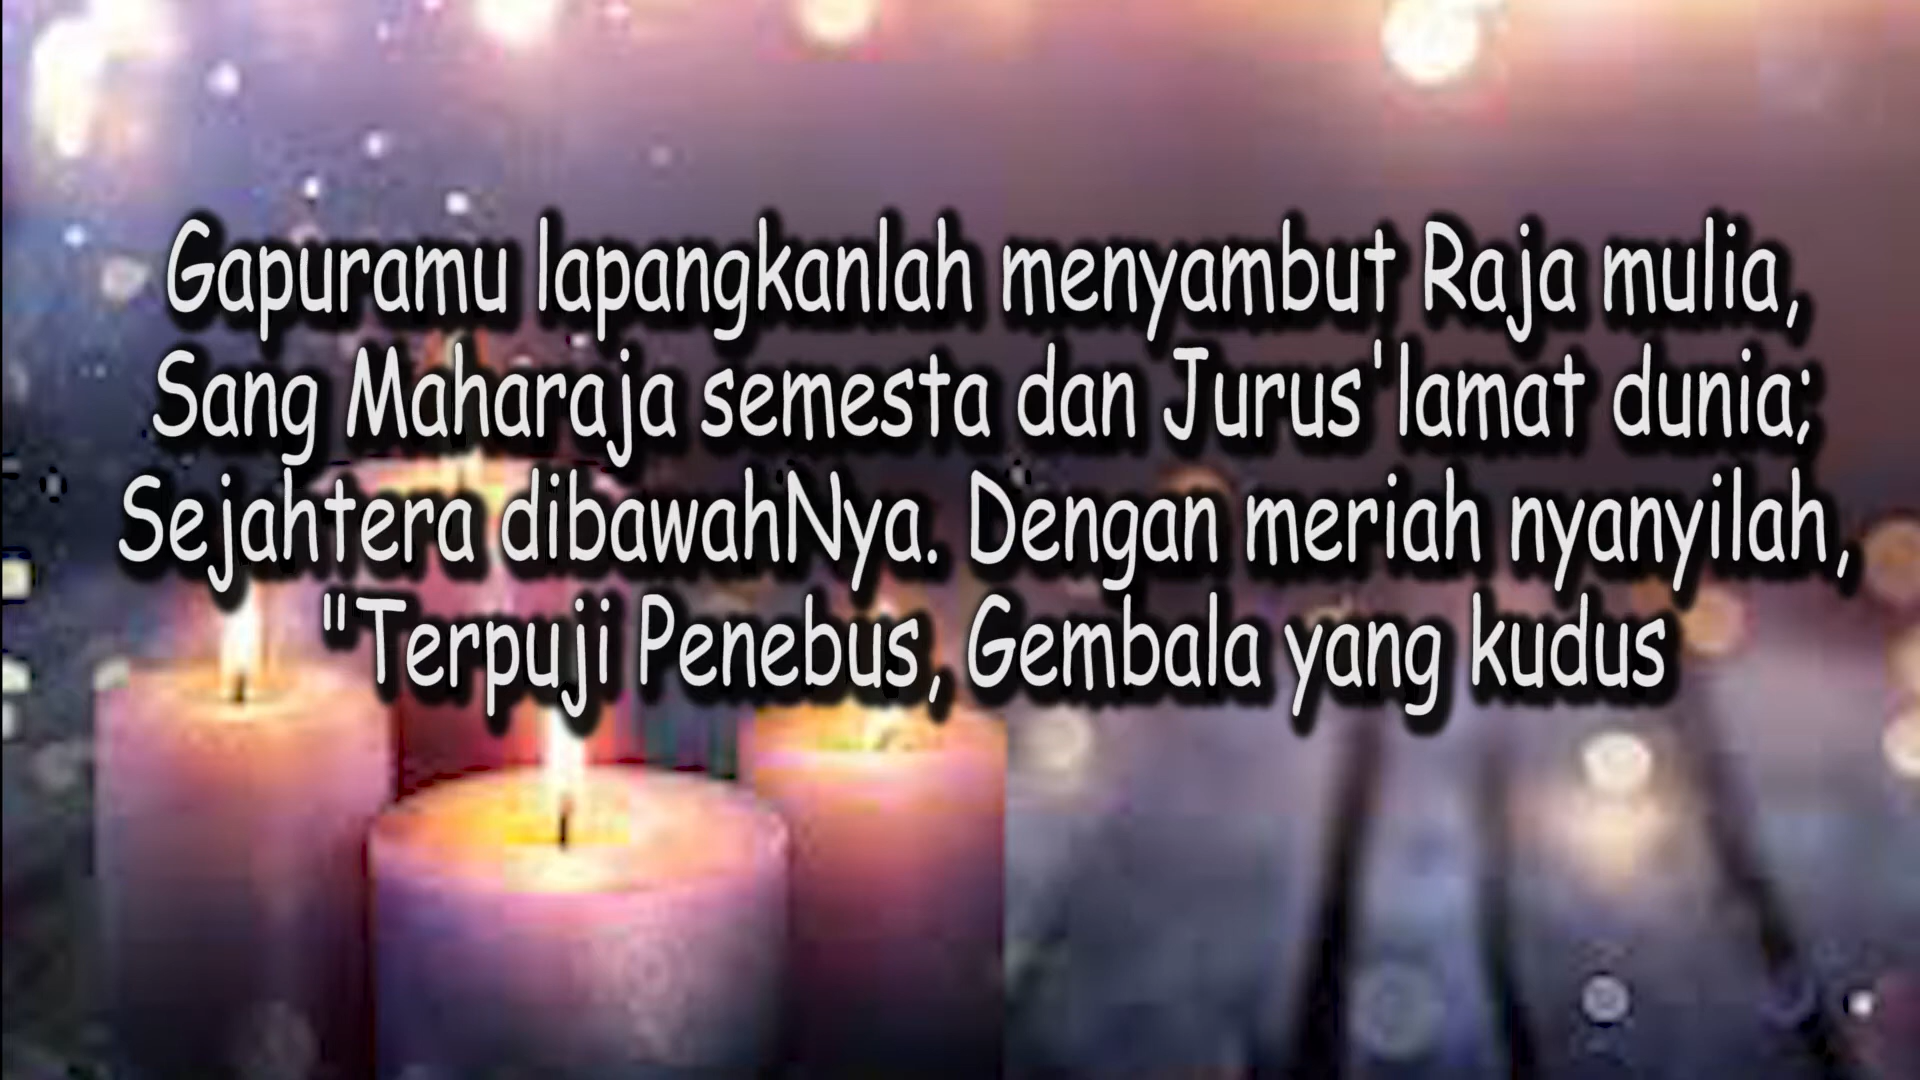 Gapuramu lapangkanlah menyambut Raja mulia,
Sang Maharaja semesta dan Jurus'lamat dunia;
Sejahtera dibawahNya. Dengan meriah nyanyilah,
"Terpuji Penebus, Gembala yang kudus